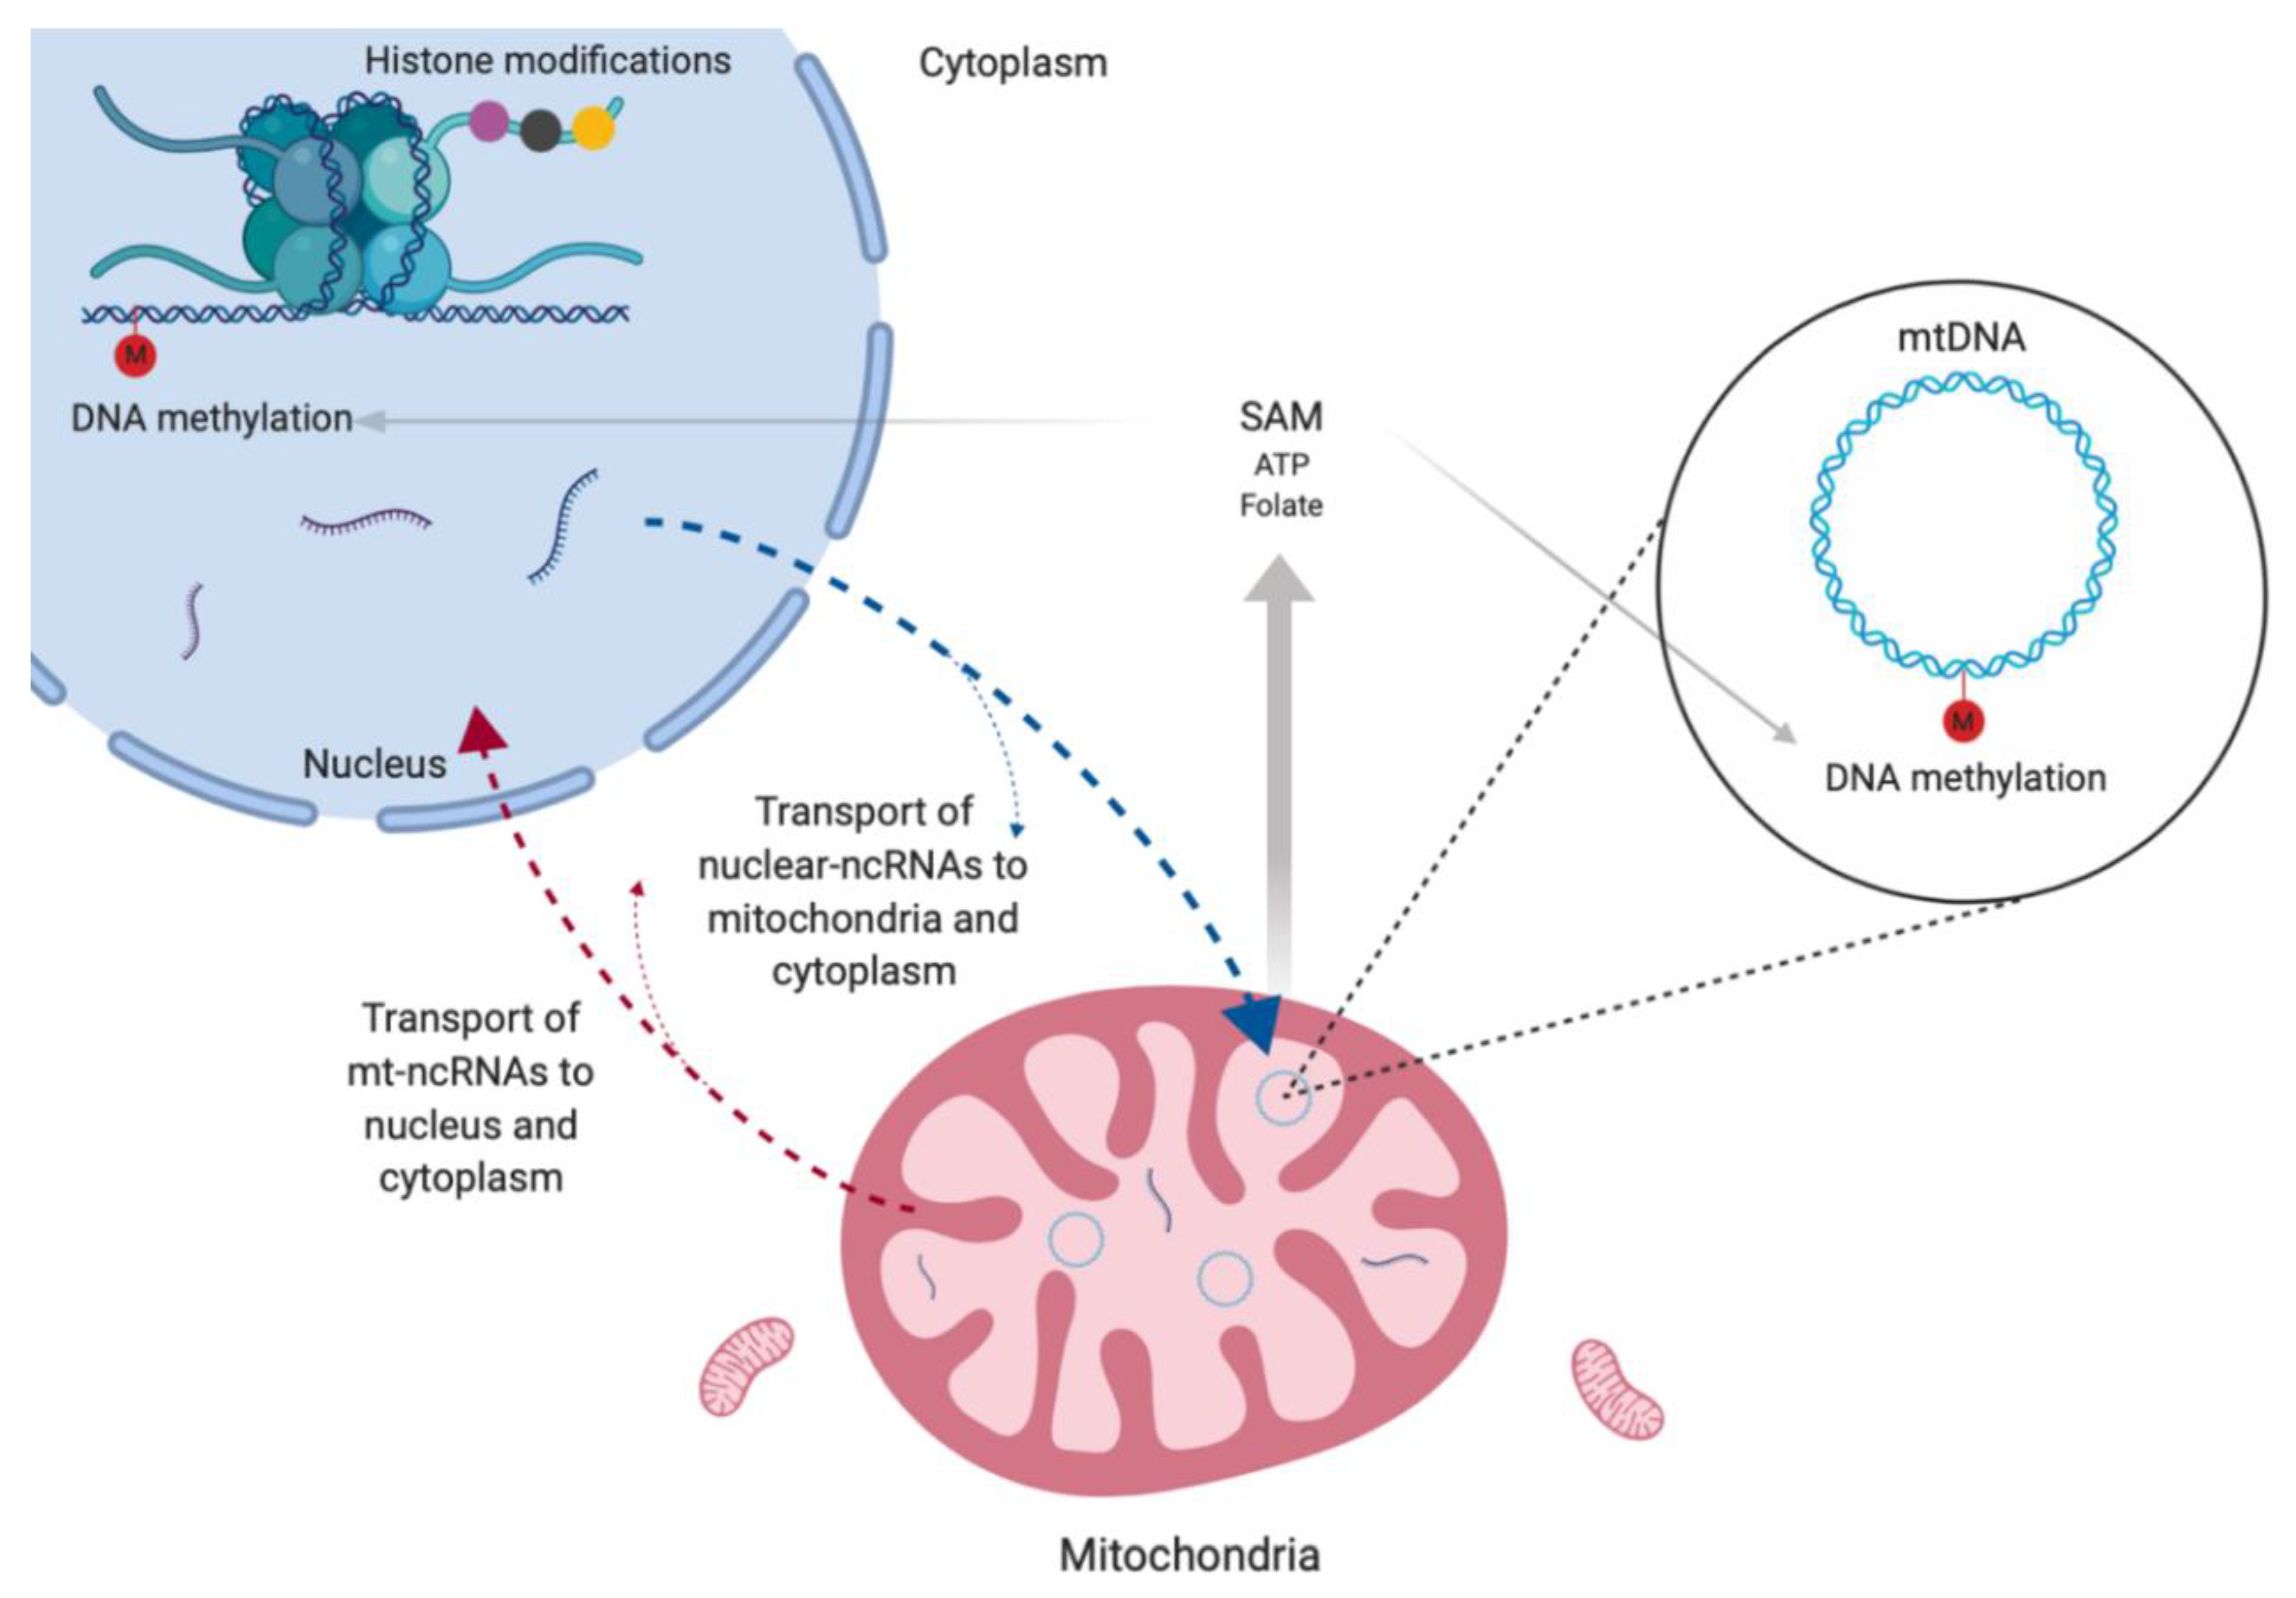 Histone modifications
Cytoplasm
M
DNA methylation
SAM
ATP
Folate
mtDNA
M
DNA methylation
Nucleus
Transport of
nuclear-ncRNAs to
mitochondria and
cytoplasm
Transport of
mt-ncRNAs to
nucleus and
cytoplasm
Mitochondria